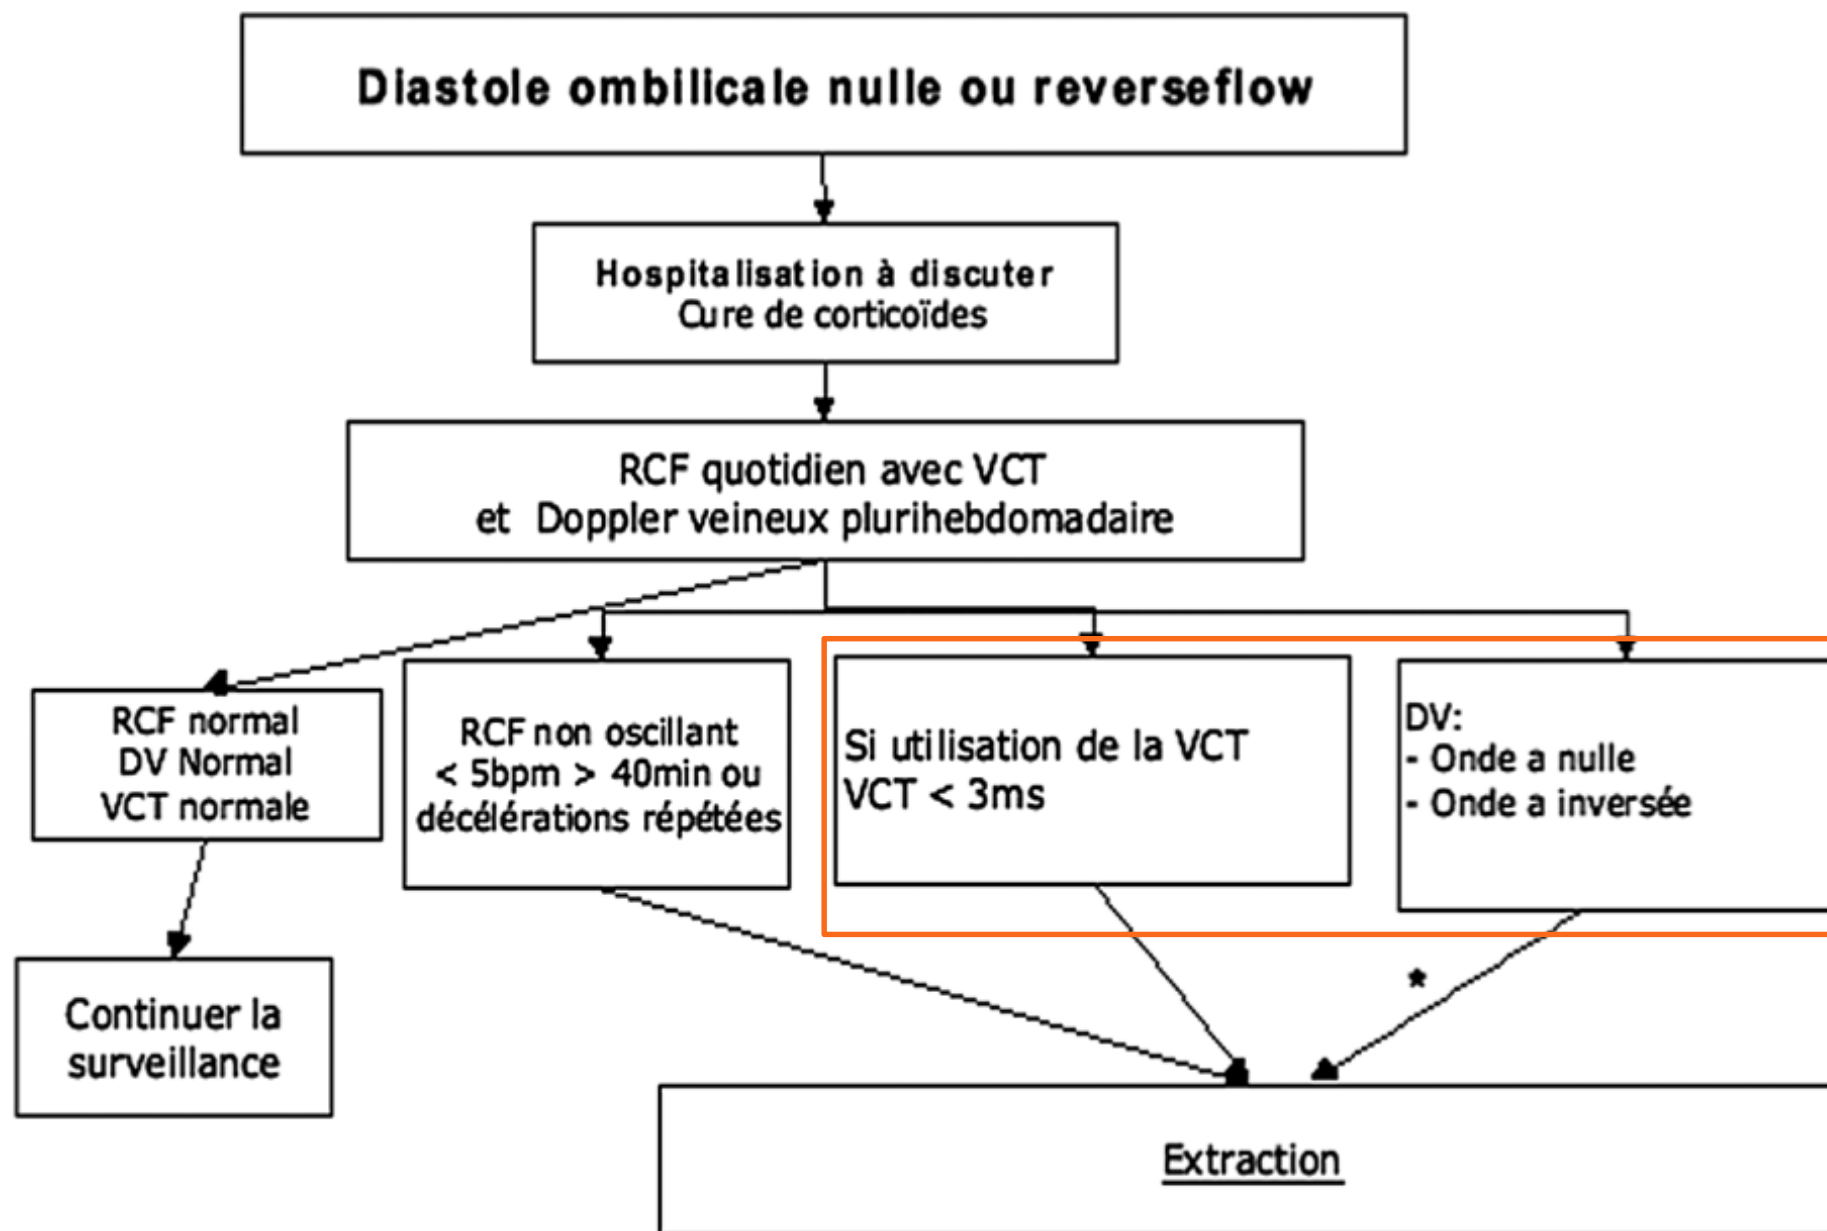 Diastole ombilicale nulle ou reverseflow
Hospitalisation à discuter
Cure de corticoïdes
RCF quotidien avec VCT
et Doppler veineux plurihebdomadaire
RCF normal
DV Normal
VCT normale
RCF non oscillant
< 5bpm > 40min ou
décélérations répétées
Si utilisation de la VCT
VCT < 3ms
DV:
- Onde a nulle
- Onde a inversée
Continuer la
surveillance
*
Extraction